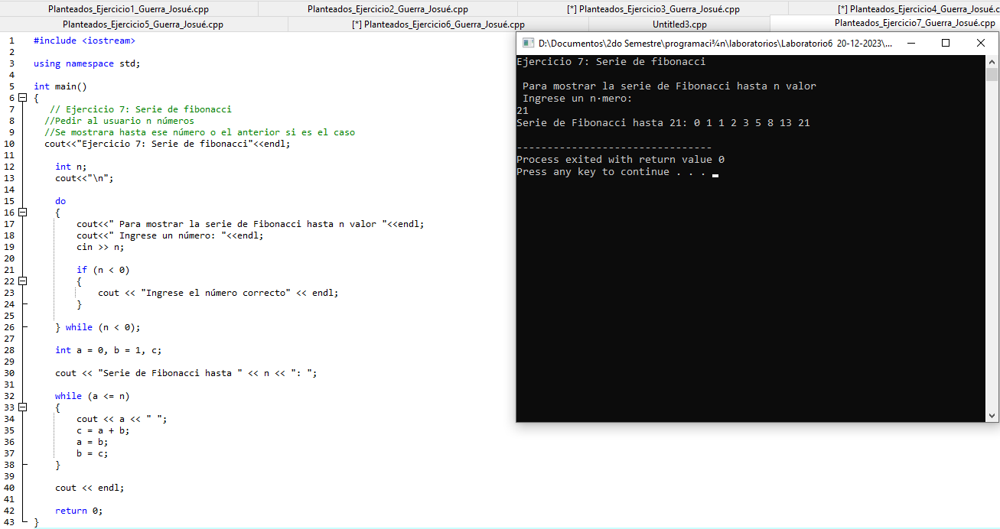 Planteados_Ejercicio1_Guerra_Josué.cpp Planteados_Ejercicio2_Guerra_Josué.cpp [*] Planteados_Ejercicio3_Guerra_Josué.cpp [*] Planteados_Ejercicio4_Guerra_Josué.c
Planteados_Ejercicio5_Guerra_Josué.cpp [*] Planteados_Ejercicio6_Guerra_Josué.cpp Untitled3.cpp Planteados_Ejercicio7_Guerra_Josué.cpp
1 #include <iostream>
2
3 using namespace std;
4
5 int main()
6 {
7 // Ejercicio 7: Serie de fibonacci
8 //Pedir al usuario n números
9 //Se mostrara hasta ese número o el anterior si es el caso
10 cout<<"Ejercicio 7: Serie de fibonacci"<<endl;
11
12 int n;
13 cout<<"\n";
14
15 do
16 {
17 cout<<" Para mostrar la serie de Fibonacci hasta n valor "<<endl;
18 cout<<" Ingrese un número: "<<endl;
19 cin >> n;
20
21 if (n < 0)
22 {
23 cout << "Ingrese el número correcto" << endl;
24 }
25
26 } while (n < 0);
27
28 int a = 0, b = 1, c;
29
30 cout << "Serie de Fibonacci hasta " << n << ": ";
31
32 while (a <= n)
33 {
34 cout << a << " ";
35 c = a + b;
36 a = b;
37 b = c;
38 }
39
40 cout << endl;
41
42 return 0;
43 }
D:\Documentos\2do Semestre\programaci¾n\laboratorios\Laboratorio6 20-12-2023\...
Ejercicio 7: Serie de fibonacci
Para mostrar la serie de Fibonacci hasta n valor
Ingrese un n·mero:
21
Serie de Fibonacci hasta 21: 0 1 1 2 3 5 8 13 21
--------------------------------
Process exited with return value 0
Press any key to continue . . .